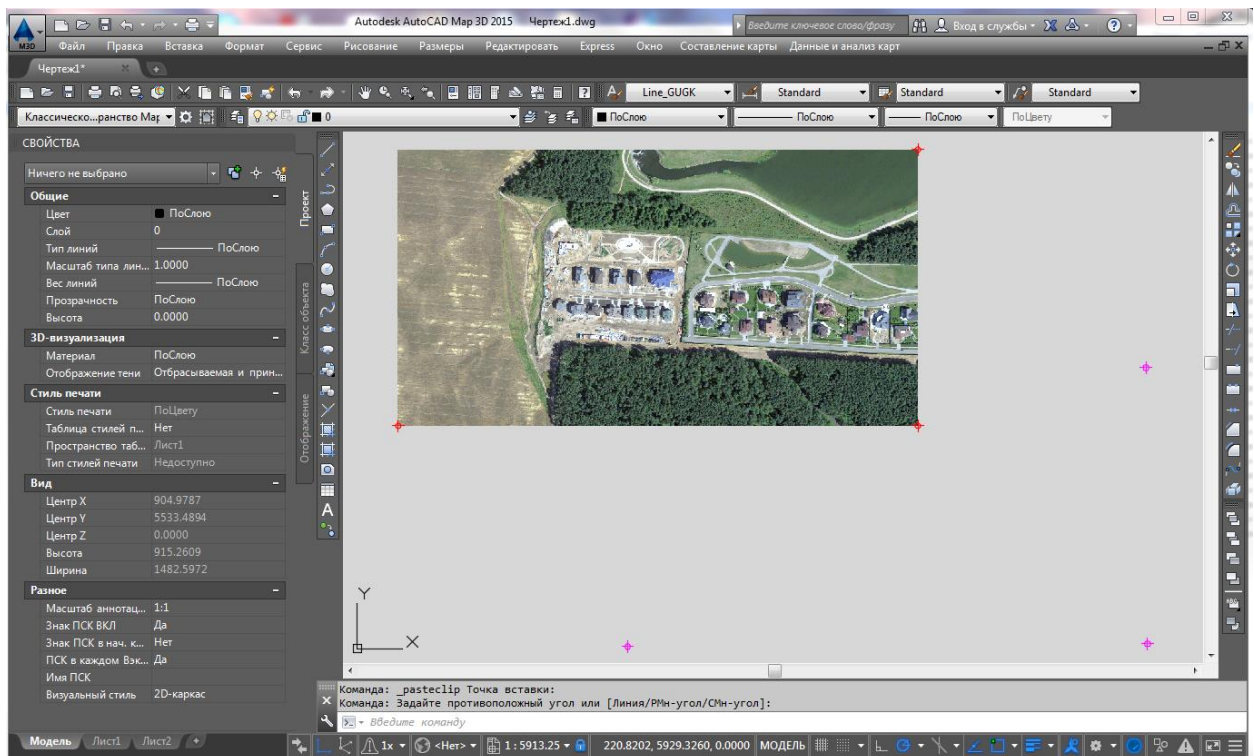 Autodesk AutoCAD Map 3D 2015 Чертеж1.dwg
Введите ключевое слово/фразу
Вход в службы
M3D
Файл Правка Вставка Формат Сервис Рисование Размеры Редактировать Express Окно Составление карты Данные и анализ карт
Чертеж1*
Line_GUGK Standard Standard Standard
Классическо...ранство Мар 0 ПоСлою ПоСлою ПоСлою ПоЦвету
СВОЙСТВА
Ничего не выбрано
Общие
Цвет ПоСлою
Слой 0
Тип линий ПоСлою
Масштаб типа лин... 1.0000
Вес линий ПоСлою
Прозрачность ПоСлою
Высота 0.0000
3D-визуализация
Материал ПоСлою
Отображение тени Отбрасываемая и прин...
Стиль печати
Стиль печати ПоЦвету
Таблица стилей п... Нет
Пространство таб... Лист1
Тип стилей печати Недоступно
Вид
Центр X 904.9787
Центр Y 5533.4894
Центр Z 0.0000
Высота 915.2609
Ширина 1482.5972
Разное
Масштаб аннотац... 1:1
Знак ПСК ВКЛ Да
Знак ПСК в нач. к... Нет
ПСК в каждом Вэк... Да
Имя ПСК
Визуальный стиль 2D-каркас
Проект
Класс объекта
Отображение
A
Y
X
Команда: _pasteclip Точка вставки:
Команда: Задайте противоположный угол или [Линия/РМн-угол/СМн-угол]:
Введите команду
Модель Лист1 Лист2 +
1x <Нет> 1 : 5913.25 220.8202, 5929.3260, 0.0000 МОДЕЛЬ